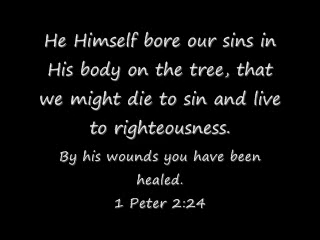 He Himself bore our sins in
His body on the tree, that
we might die to sin and live
to righteousness.
By his wounds you have been
healed.
1 Peter 2:24